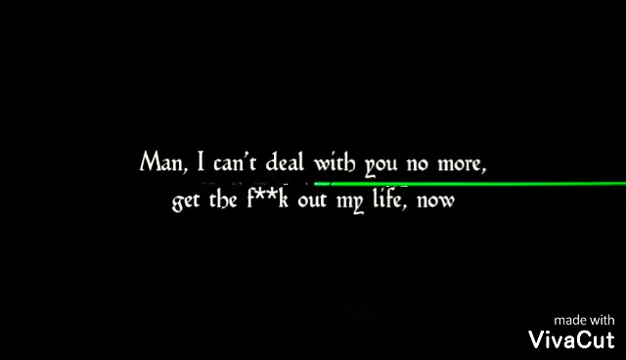 Man, I can't deal with you no more,
get the f**k out my life, now
made with
VivaCut